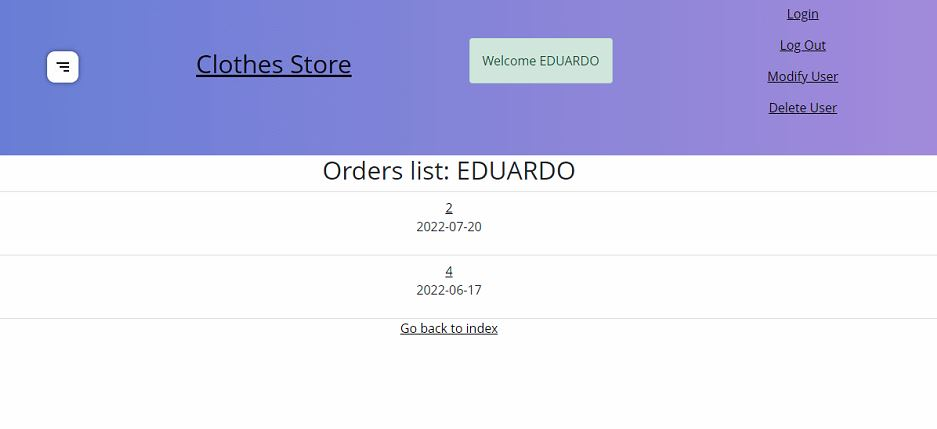 Clothes Store
Welcome EDUARDO
Login
Log Out
Modify User
Delete User
Orders list: EDUARDO
2
2022-07-20
4
2022-06-17
Go back to index